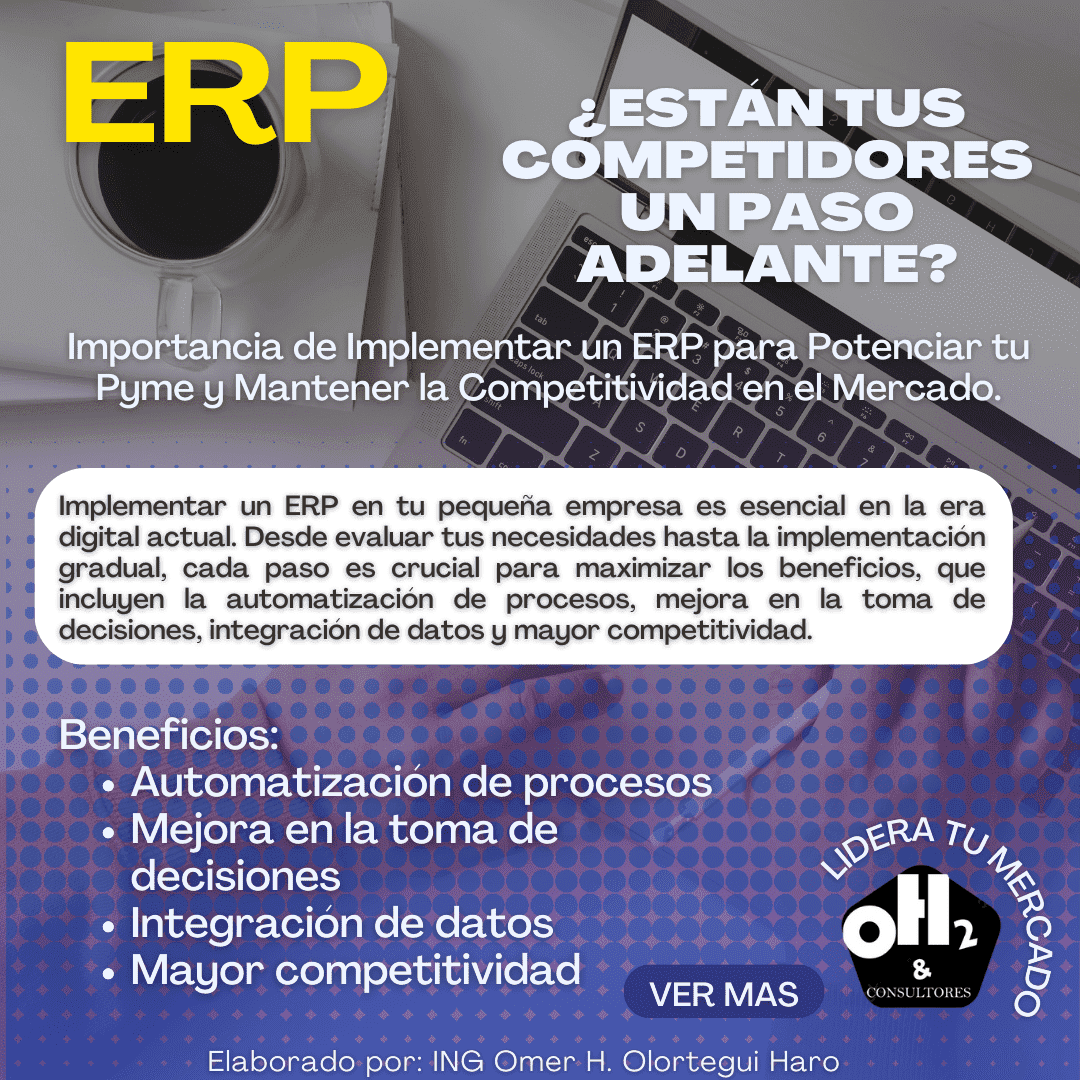 ERP
¿ESTÁN TUS
COMPETIDORES
UN PASO
ADELANTE?
Importancia de Implementar un ERP para Potenciar tu
Pyme y Mantener la Competitividad en el Mercado.
Implementar un ERP en tu pequeña empresa es esencial en la era
digital actual. Desde evaluar tus necesidades hasta la implementación
gradual, cada paso es crucial para maximizar los beneficios, que
incluyen la automatización de procesos, mejora en la toma de
decisiones, integración de datos y mayor competitividad.
Beneficios:
• Automatización de procesos
• Mejora en la toma de
decisiones
• Integración de datos
• Mayor competitividad
VER MAS
LIDERA TU MERCADO
OH2
&
CONSULTORES
Elaborado por: ING Omer H. Olortegui Haro